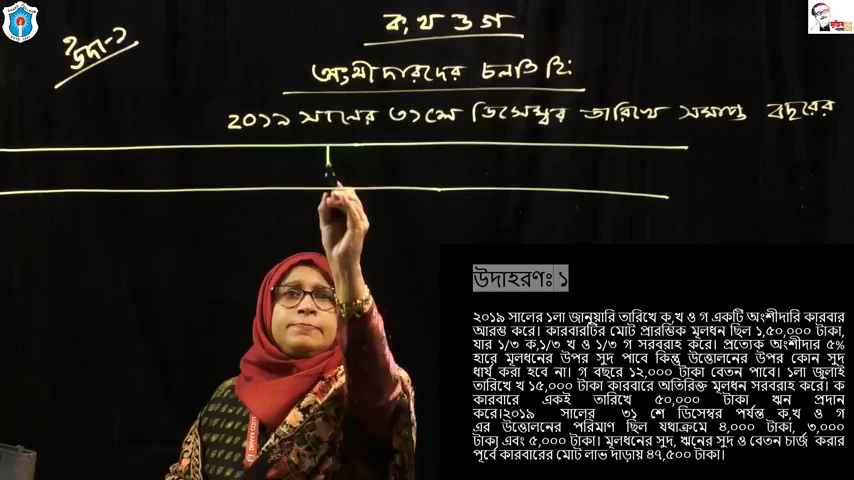 উদা-১
ক, খ ও গ
অংশীদারদের চলতি হি:
২০১৯ সালের ৩১শে ডিসেম্বর তারিখে সমাপ্ত বছরের
উদাহরণঃ ১
২০১৯ সালের ১লা জানুয়ারি তারিখে ক,খ ও গ একটি অংশীদারি কারবার
আরম্ভ করে। কারবারটির মোট প্রারম্ভিক মূলধন ছিল ১,৫০,০০০ টাকা,
যার ১/৩ ক,১/৩ খ ও ১/৩ গ সরবরাহ করে। প্রত্যেক অংশীদার ৫%
হারে মূলধনের উপর সুদ পাবে কিন্তু উত্তোলনের উপর কোন সুদ
ধার্য করা হবে না। গ বছরে ১২,০০০ টাকা বেতন পাবে। ১লা জুলাই
তারিখে খ ১৫,০০০ টাকা কারবারে অতিরিক্ত মূলধন সরবরাহ করে। ক
কারবারে একই তারিখে ৫০,০০০ টাকা ঋন প্রদান
করে।২০১৯ সালের ৩১ শে ডিসেম্বর পর্যন্ত ক,খ ও গ
এর উত্তোলনের পরিমাণ ছিল যথাক্রমে ৪,০০০ টাকা, ৩,০০০
টাকা এবং ৫,০০০ টাকা। মূলধনের সুদ, ঋনের সুদ ও বেতন চার্জ করার
পূর্বে কারবারের মোট লাভ দাড়ায় ৪৭,৫০০ টাকা।